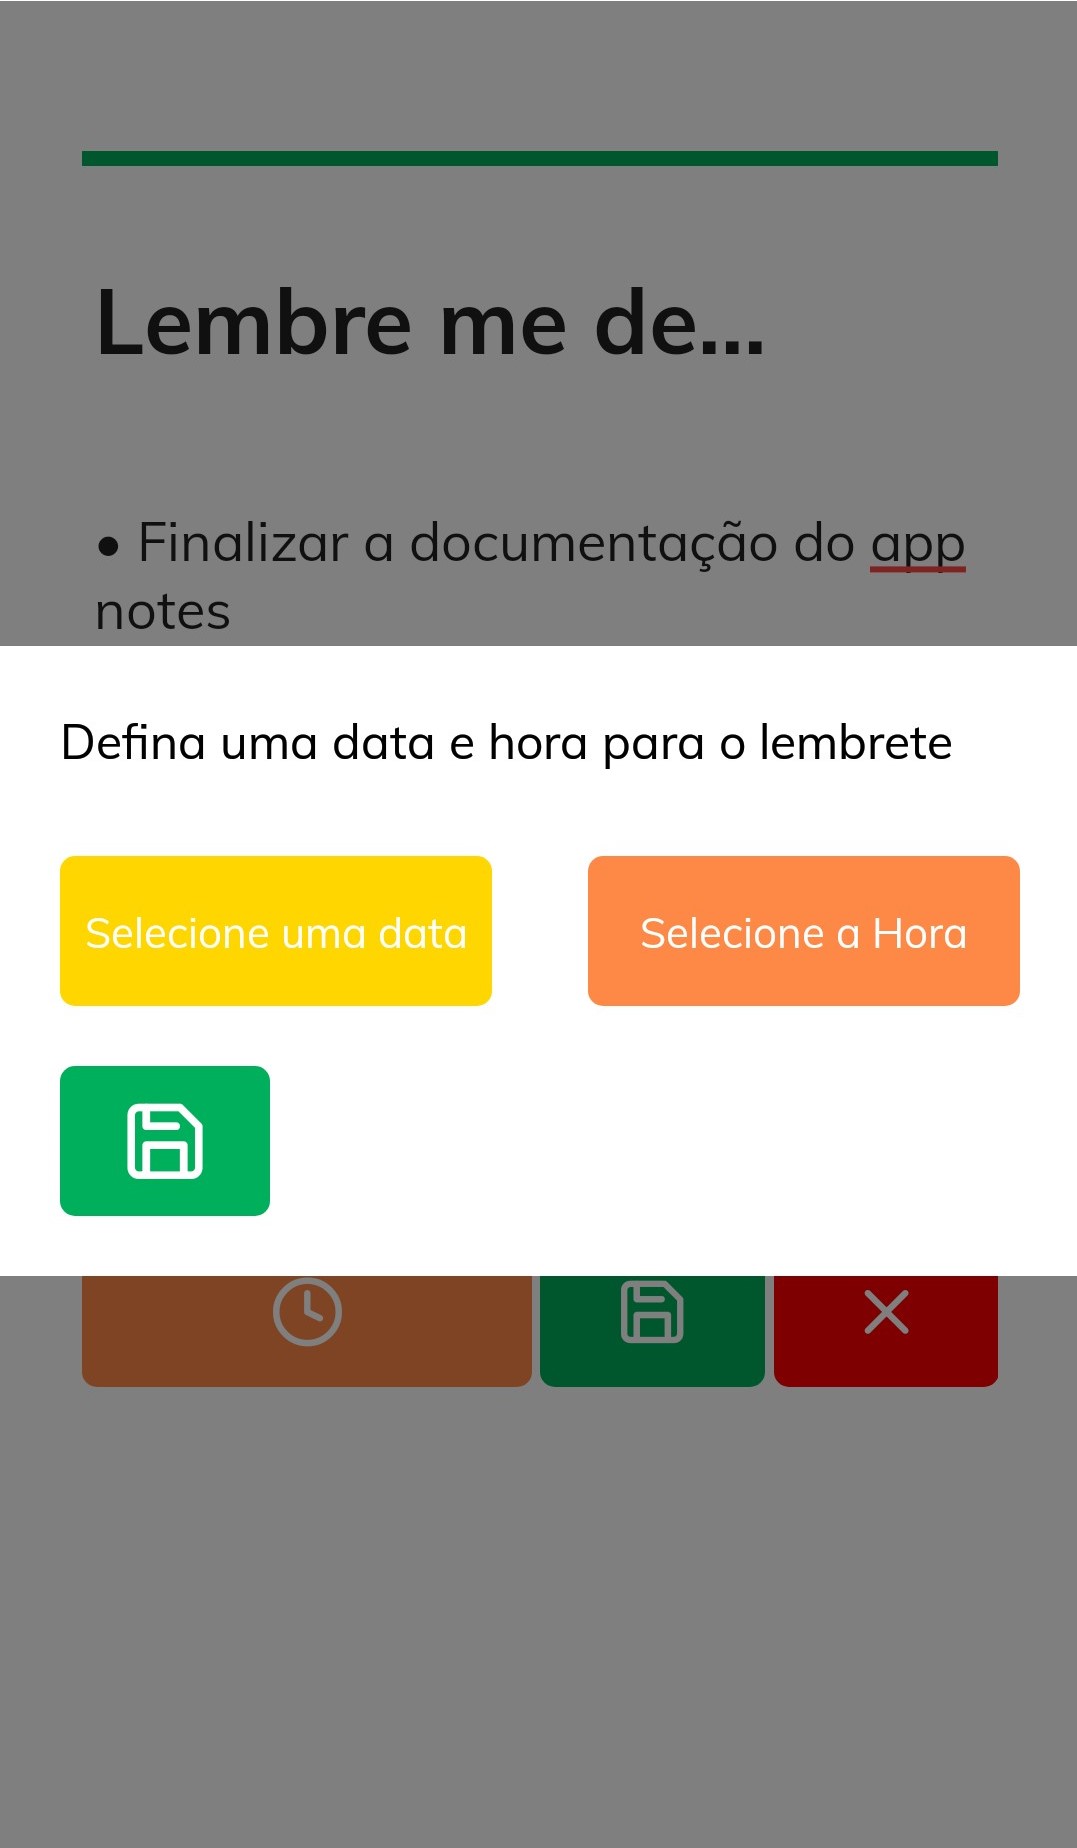 Lembre me de...
• Finalizar a documentação do app
notes
Defina uma data e hora para o lembrete
Selecione uma data
Selecione a Hora